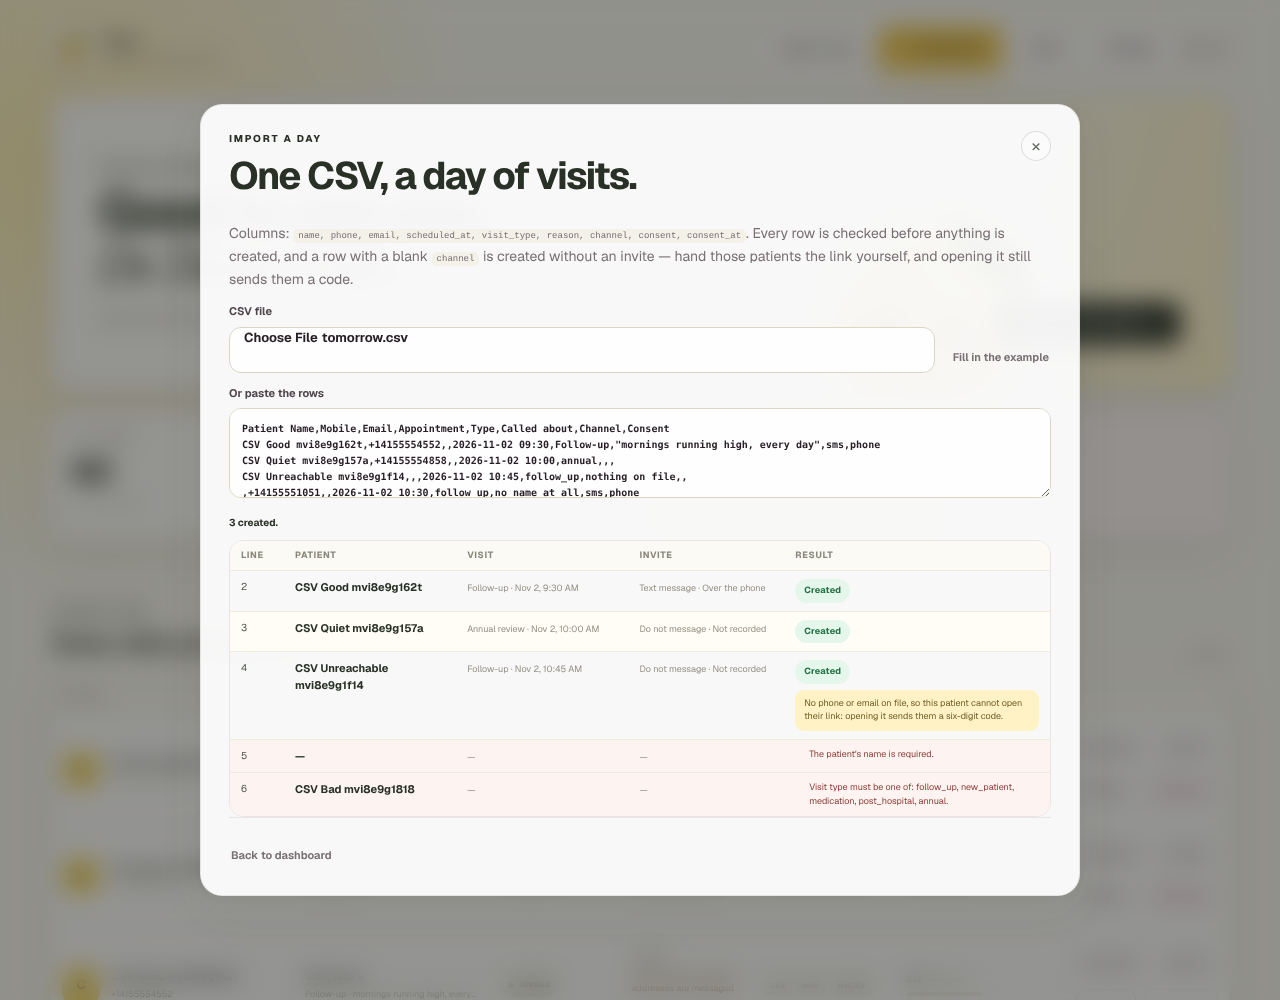 IMPORT A DAY
One CSV, a day of visits.
×
Columns: name, phone, email, scheduled_at, visit_type, reason, channel, consent, consent_at. Every row is checked before anything is
created, and a row with a blank channel is created without an invite — hand those patients the link yourself, and opening it still
sends them a code.
CSV file
Choose File tomorrow.csv
Fill in the example
Or paste the rows
Patient Name,Mobile,Email,Appointment,Type,Called about,Channel,Consent
CSV Good mvi8e9g162t,+14155554552,,2026-11-02 09:30,Follow-up,"mornings running high, every day",sms,phone
CSV Quiet mvi8e9g157a,+14155554858,,2026-11-02 10:00,annual,,,
CSV Unreachable mvi8e9g1f14,,,2026-11-02 10:45,follow_up,nothing on file,,
,+14155551051,,2026-11-02 10:30,follow_up,no name at all,sms,phone
3 created.
LINE PATIENT VISIT INVITE RESULT
2 CSV Good mvi8e9g162t Follow-up · Nov 2, 9:30 AM Text message · Over the phone Created
3 CSV Quiet mvi8e9g157a Annual review · Nov 2, 10:00 AM Do not message · Not recorded Created
4 CSV Unreachable Follow-up · Nov 2, 10:45 AM Do not message · Not recorded Created
mvi8e9g1f14
No phone or email on file, so this patient cannot open
their link: opening it sends them a six-digit code.
5 — — — The patient's name is required.
6 CSV Bad mvi8e9g1818 — — Visit type must be one of: follow_up, new_patient,
medication, post_hospital, annual.
Back to dashboard
C
+14155554552
Follow-up · mornings running high, every…